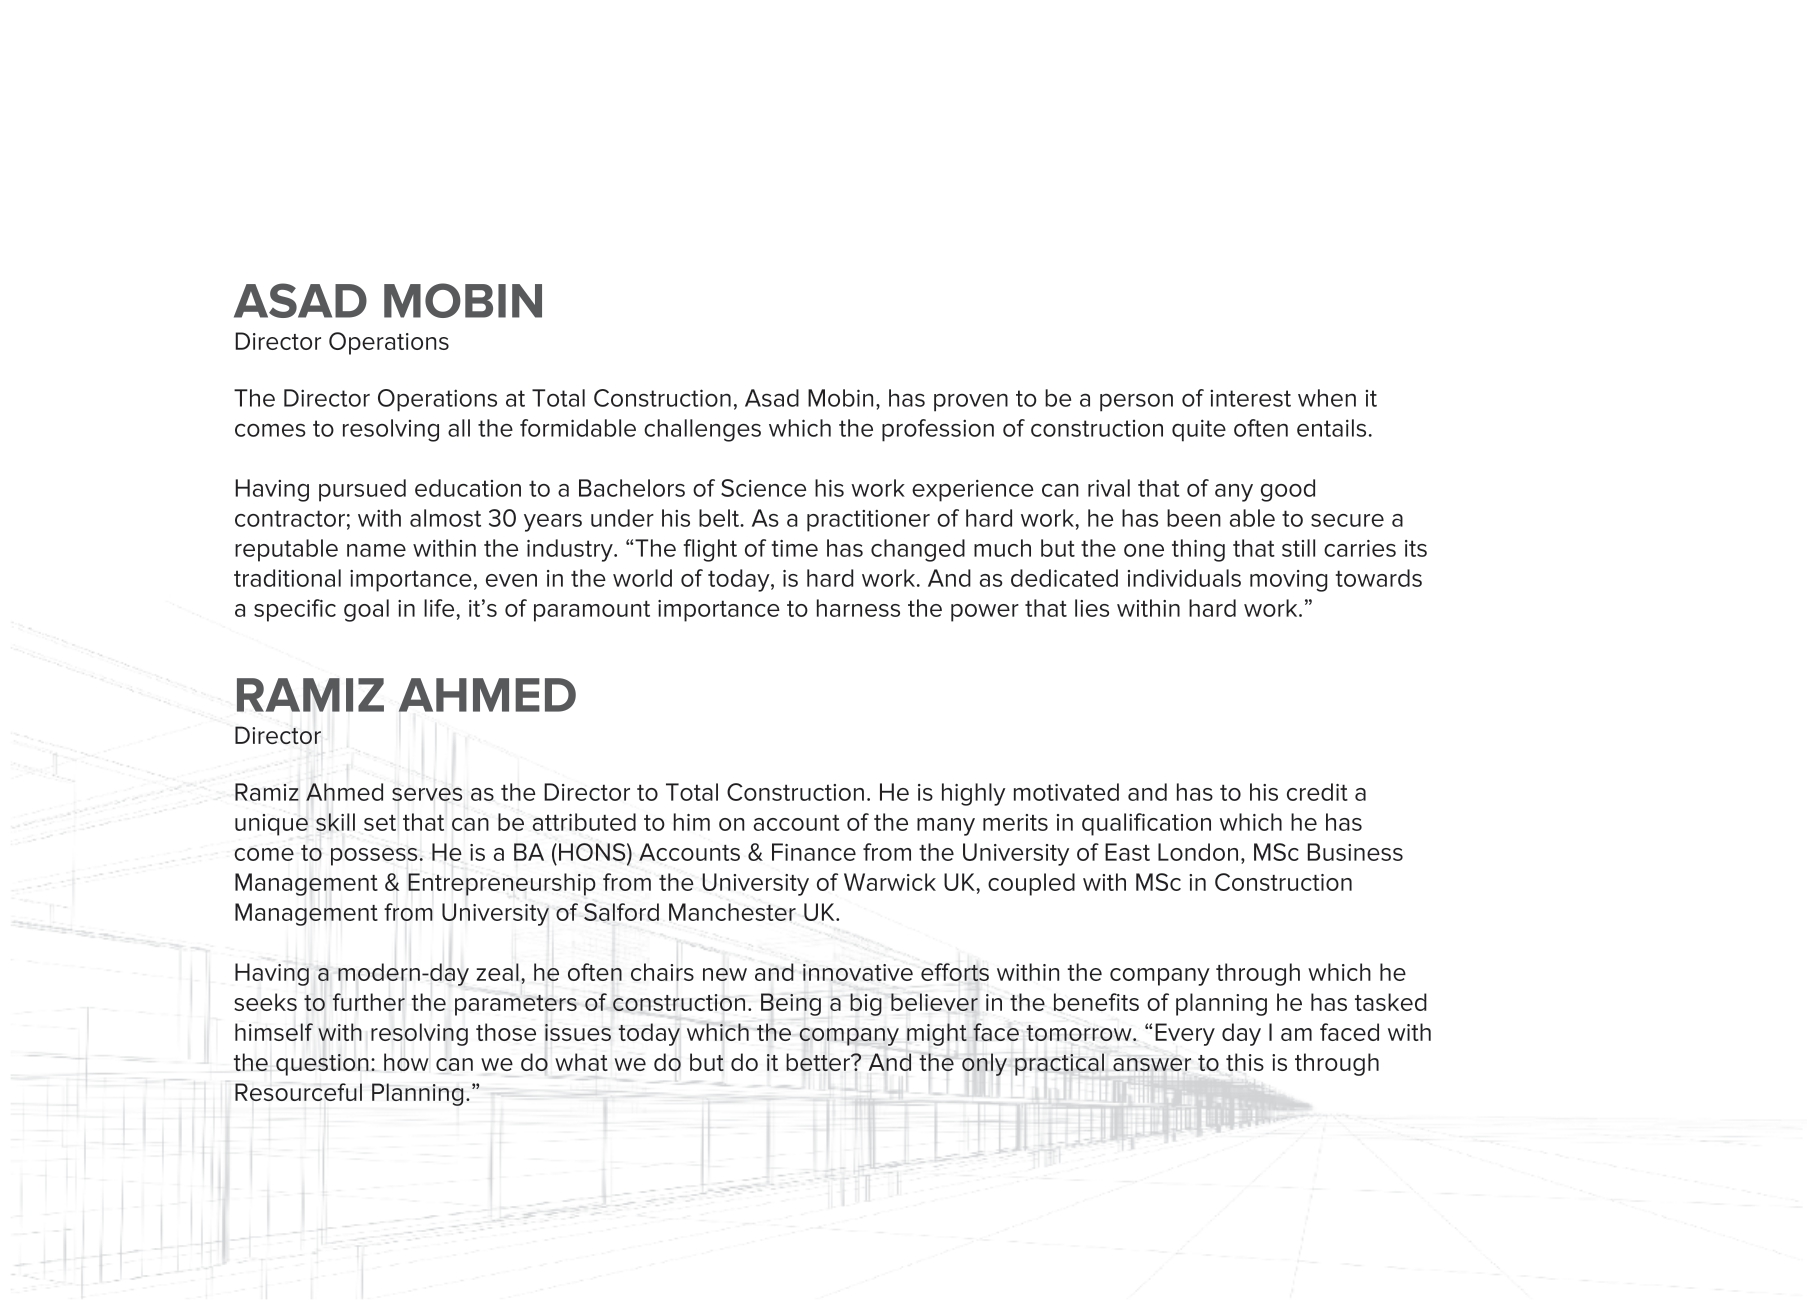 ASAD MOBIN
Director Operations
The Director Operations at Total Construction, Asad Mobin, has proven to be a person of interest when it
comes to resolving all the formidable challenges which the profession of construction quite often entails.
Having pursued education to a Bachelors of Science his work experience can rival that of any good
contractor; with almost 30 years under his belt. As a practitioner of hard work, he has been able to secure a
reputable name within the industry. “The flight of time has changed much but the one thing that still carries its
traditional importance, even in the world of today, is hard work. And as dedicated individuals moving towards
a specific goal in life, it’s of paramount importance to harness the power that lies within hard work.”
RAMIZ AHMED
Director
Ramiz Ahmed serves as the Director to Total Construction. He is highly motivated and has to his credit a
unique skill set that can be attributed to him on account of the many merits in qualification which he has
come to possess. He is a BA (HONS) Accounts & Finance from the University of East London, MSc Business
Management & Entrepreneurship from the University of Warwick UK, coupled with MSc in Construction
Management from University of Salford Manchester UK.
Having a modern-day zeal, he often chairs new and innovative efforts within the company through which he
seeks to further the parameters of construction. Being a big believer in the benefits of planning he has tasked
himself with resolving those issues today which the company might face tomorrow. “Every day I am faced with
the question: how can we do what we do but do it better? And the only practical answer to this is through
Resourceful Planning.”